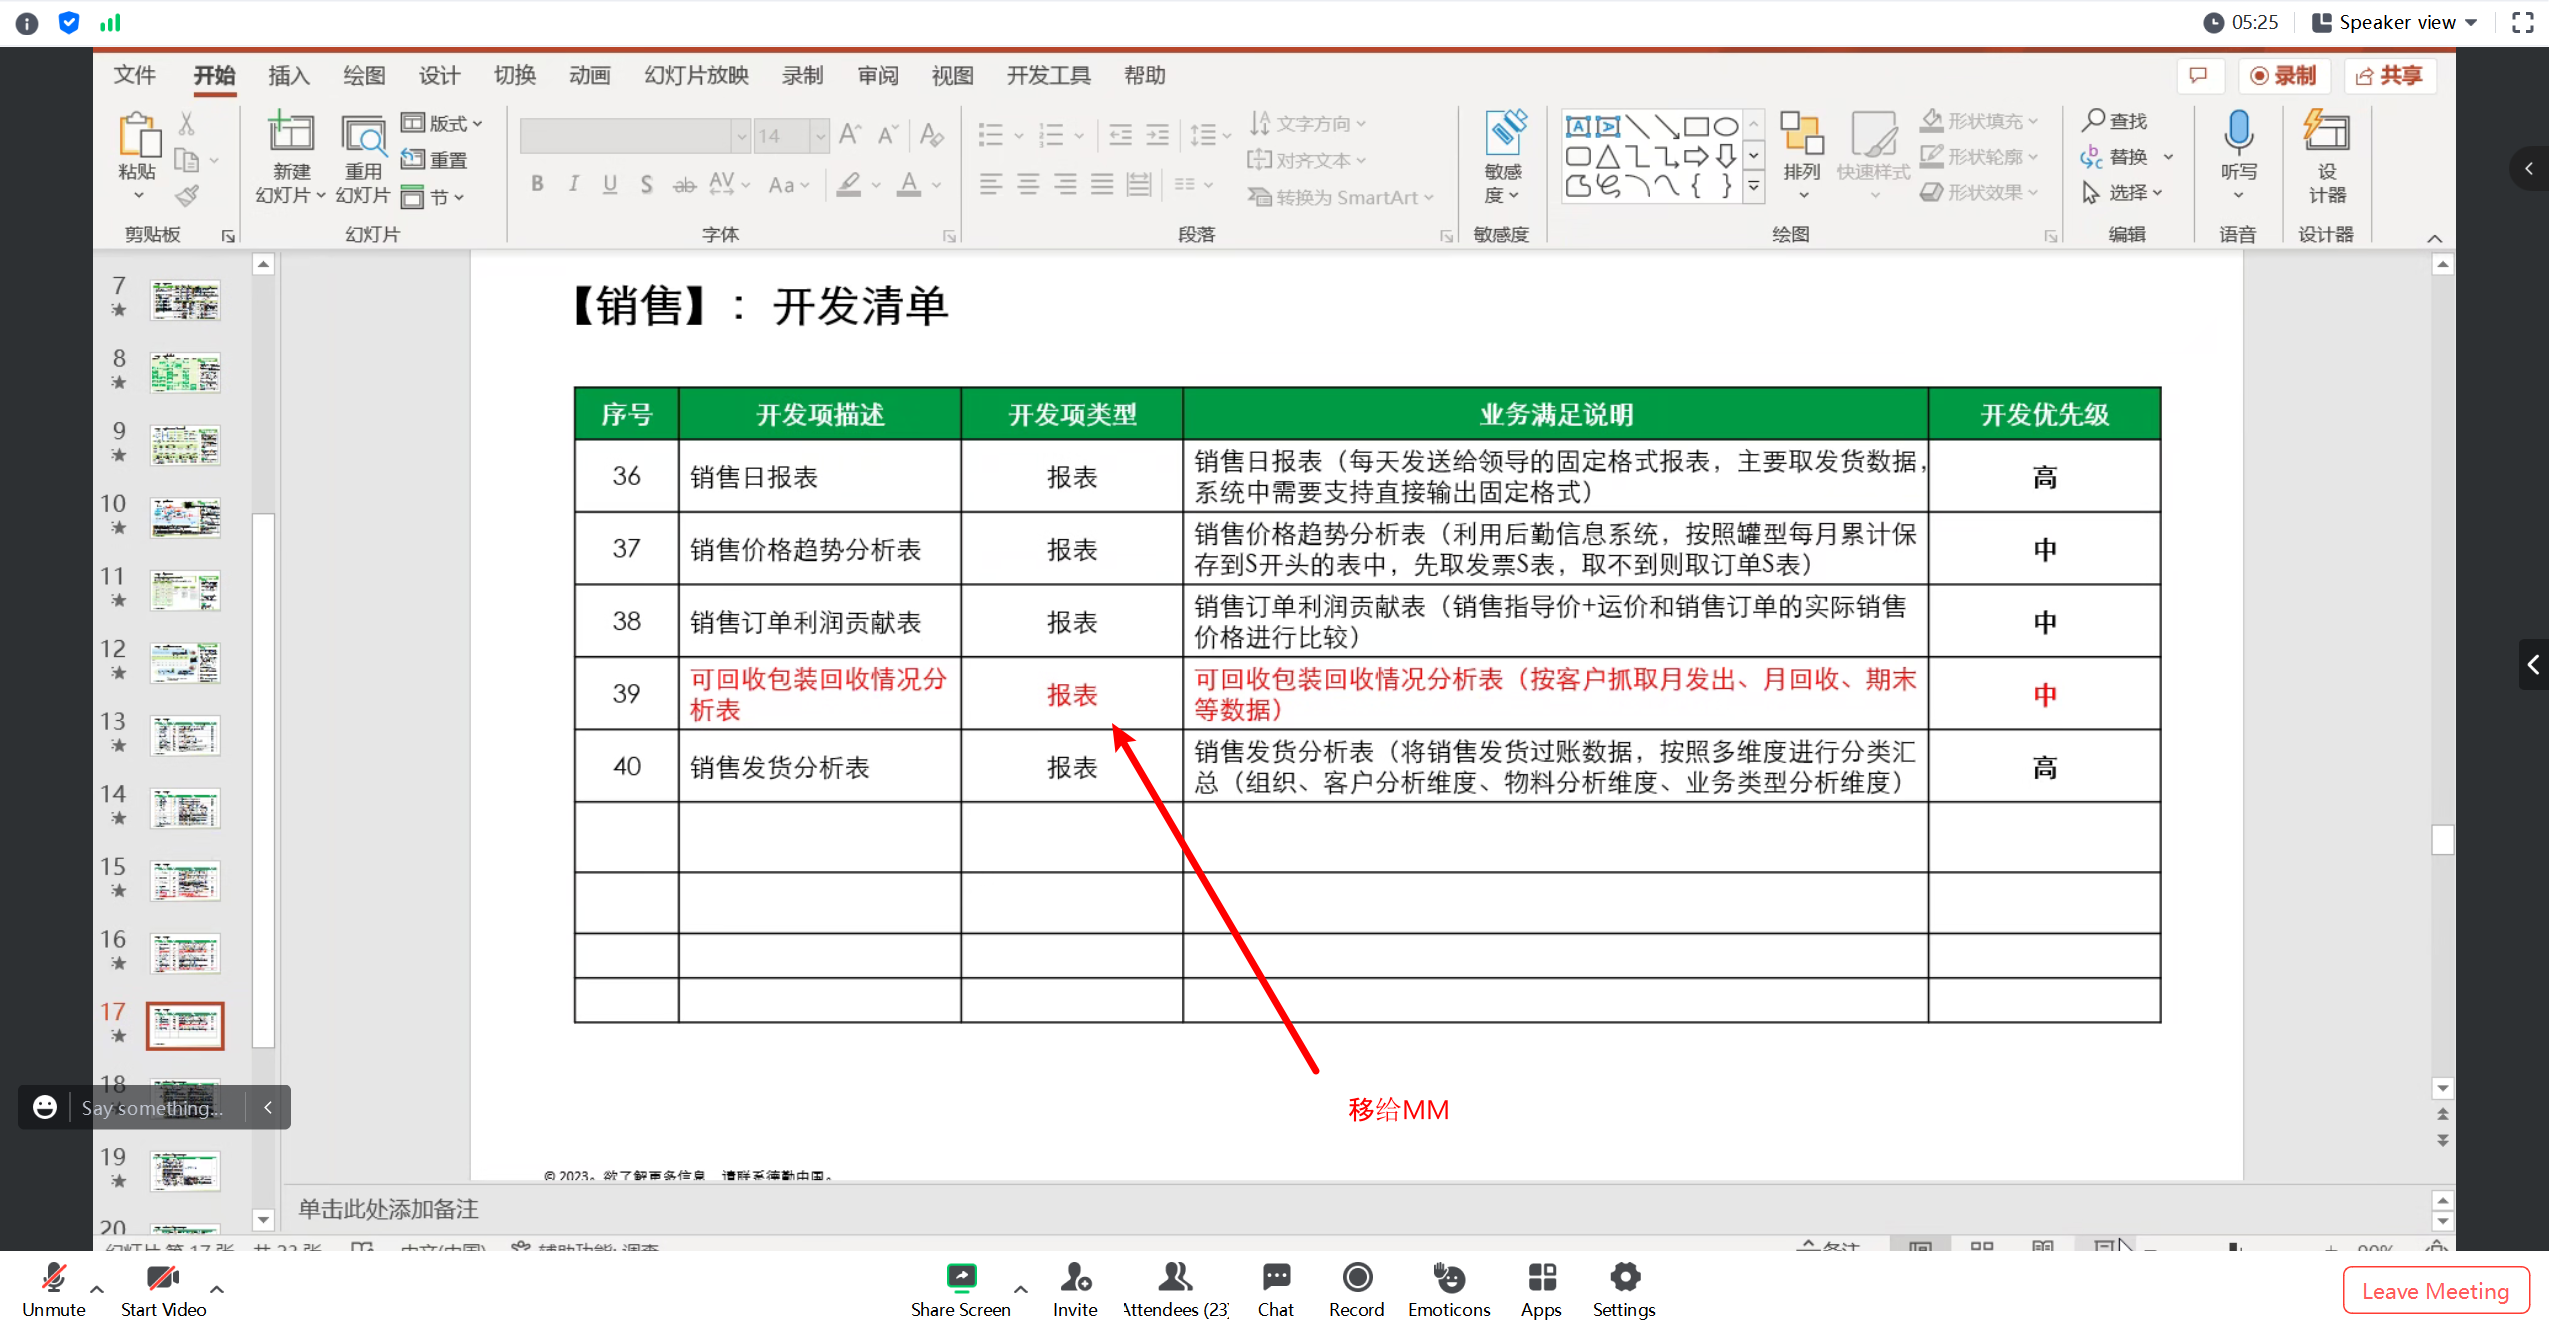 05:25
Speaker view
文件 开始 插入 绘图 设计 切换 动画 幻灯片放映 录制 审阅 视图 开发工具 帮助
录制 共享
粘贴
剪贴板
新建
幻灯片
重用
幻灯片
版式
重置
节
幻灯片
14
B I U S ab AV Aa A
字体
文字方向
对齐文本
转换为 SmartArt
段落
敏感
度
敏感度
排列
快速样式
形状填充
形状轮廓
形状效果
绘图
查找
替换
选择
编辑
听写
语音
设
计器
设计器
7
8
9
10
11
12
13
14
15
16
17
18
19
20
【销售】：开发清单
序号 开发项描述 开发项类型 业务满足说明 开发优先级
36 销售日报表 报表 销售日报表（每天发送给领导的固定格式报表，主要取发货数据，
系统中需要支持直接输出固定格式） 高
37 销售价格趋势分析表 报表 销售价格趋势分析表（利用后勤信息系统，按照罐型每月累计保
存到S开头的表中，先取发票S表，取不到则取订单S表） 中
38 销售订单利润贡献表 报表 销售订单利润贡献表（销售指导价+运价和销售订单的实际销售
价格进行比较） 中
39 可回收包装回收情况分
析表 报表 可回收包装回收情况分析表（按客户抓取月发出、月回收、期末
等数据） 中
40 销售发货分析表 报表 销售发货分析表（将销售发货过账数据，按照多维度进行分类汇
总（组织、客户分析维度、物料分析维度、业务类型分析维度） 高
移给MM
© 2023。欲了解更多信息，请联系德勤中国。
Say something...
单击此处添加备注
幻灯片 第 17 张，共 23 张 中文(中国) 辅助功能: 调查
备注
90%
Unmute
Start Video
Share Screen
Invite
Attendees (23)
Chat
Record
Emoticons
Apps
Settings
Leave Meeting